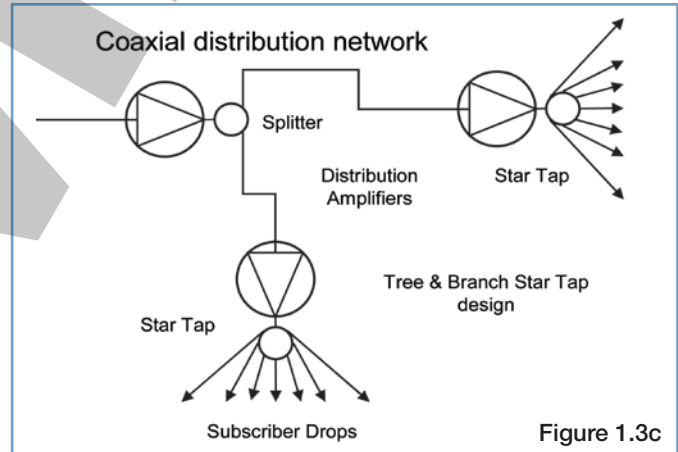 Coaxial distribution network
Splitter
Distribution
Amplifiers
Star Tap
Tree & Branch Star Tap
design
Star Tap
Subscriber Drops
Figure 1.3c